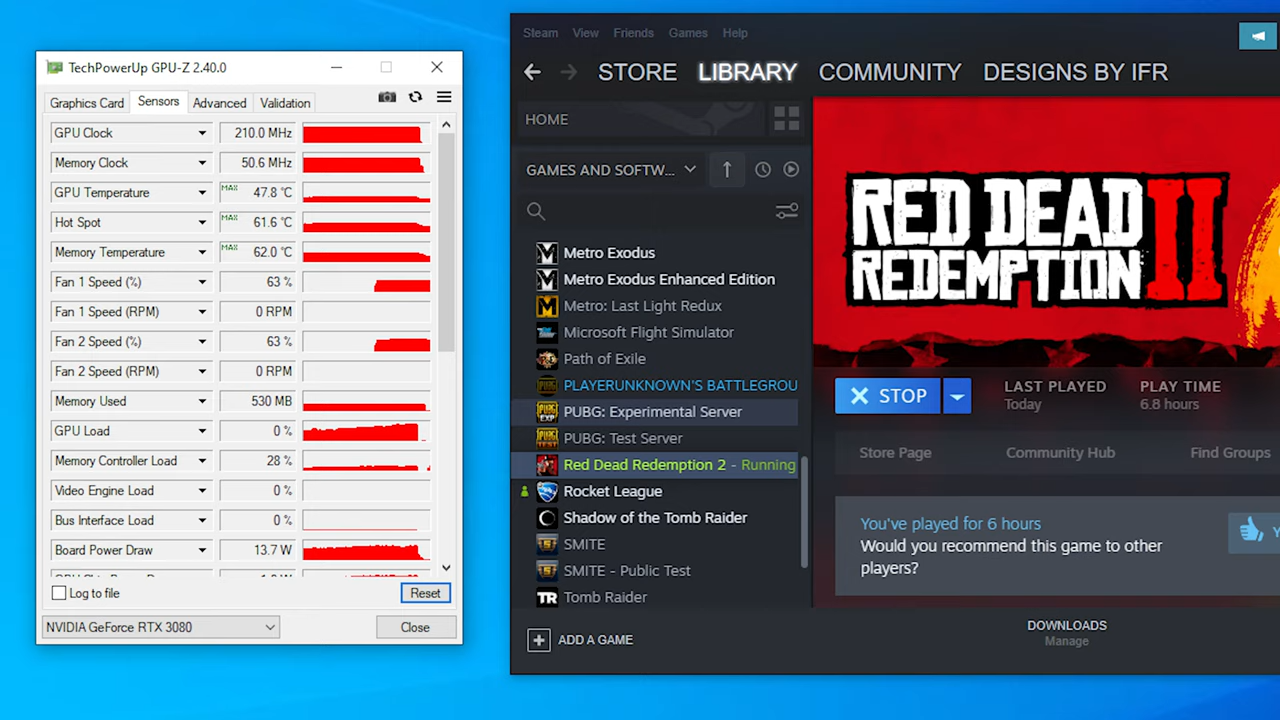 TechPowerUp GPU-Z 2.40.0
Graphics Card Sensors Advanced Validation
GPU Clock 210.0 MHz
Memory Clock 50.6 MHz
GPU Temperature MAX 47.8 °C
Hot Spot MAX 61.6 °C
Memory Temperature MAX 62.0 °C
Fan 1 Speed (%) 63 %
Fan 1 Speed (RPM) 0 RPM
Fan 2 Speed (%) 63 %
Fan 2 Speed (RPM) 0 RPM
Memory Used 530 MB
GPU Load 0 %
Memory Controller Load 28 %
Video Engine Load 0 %
Bus Interface Load 0 %
Board Power Draw 13.7 W
Log to file Reset
NVIDIA GeForce RTX 3080 Close
Steam View Friends Games Help
STORE LIBRARY COMMUNITY DESIGNS BY IFR
HOME
GAMES AND SOFTW...
Metro Exodus
Metro Exodus Enhanced Edition
Metro: Last Light Redux
Microsoft Flight Simulator
Path of Exile
PLAYERUNKNOWN'S BATTLEGROU
PUBG: Experimental Server
PUBG: Test Server
Red Dead Redemption 2 - Running
Rocket League
Shadow of the Tomb Raider
SMITE
SMITE - Public Test
TR Tomb Raider
ADD A GAME
RED DEAD
REDEMPTION II
STOP
LAST PLAYED
Today
PLAY TIME
6.8 hours
Store Page Community Hub Find Groups
You've played for 6 hours
Would you recommend this game to other
players?
Y
DOWNLOADS
Manage